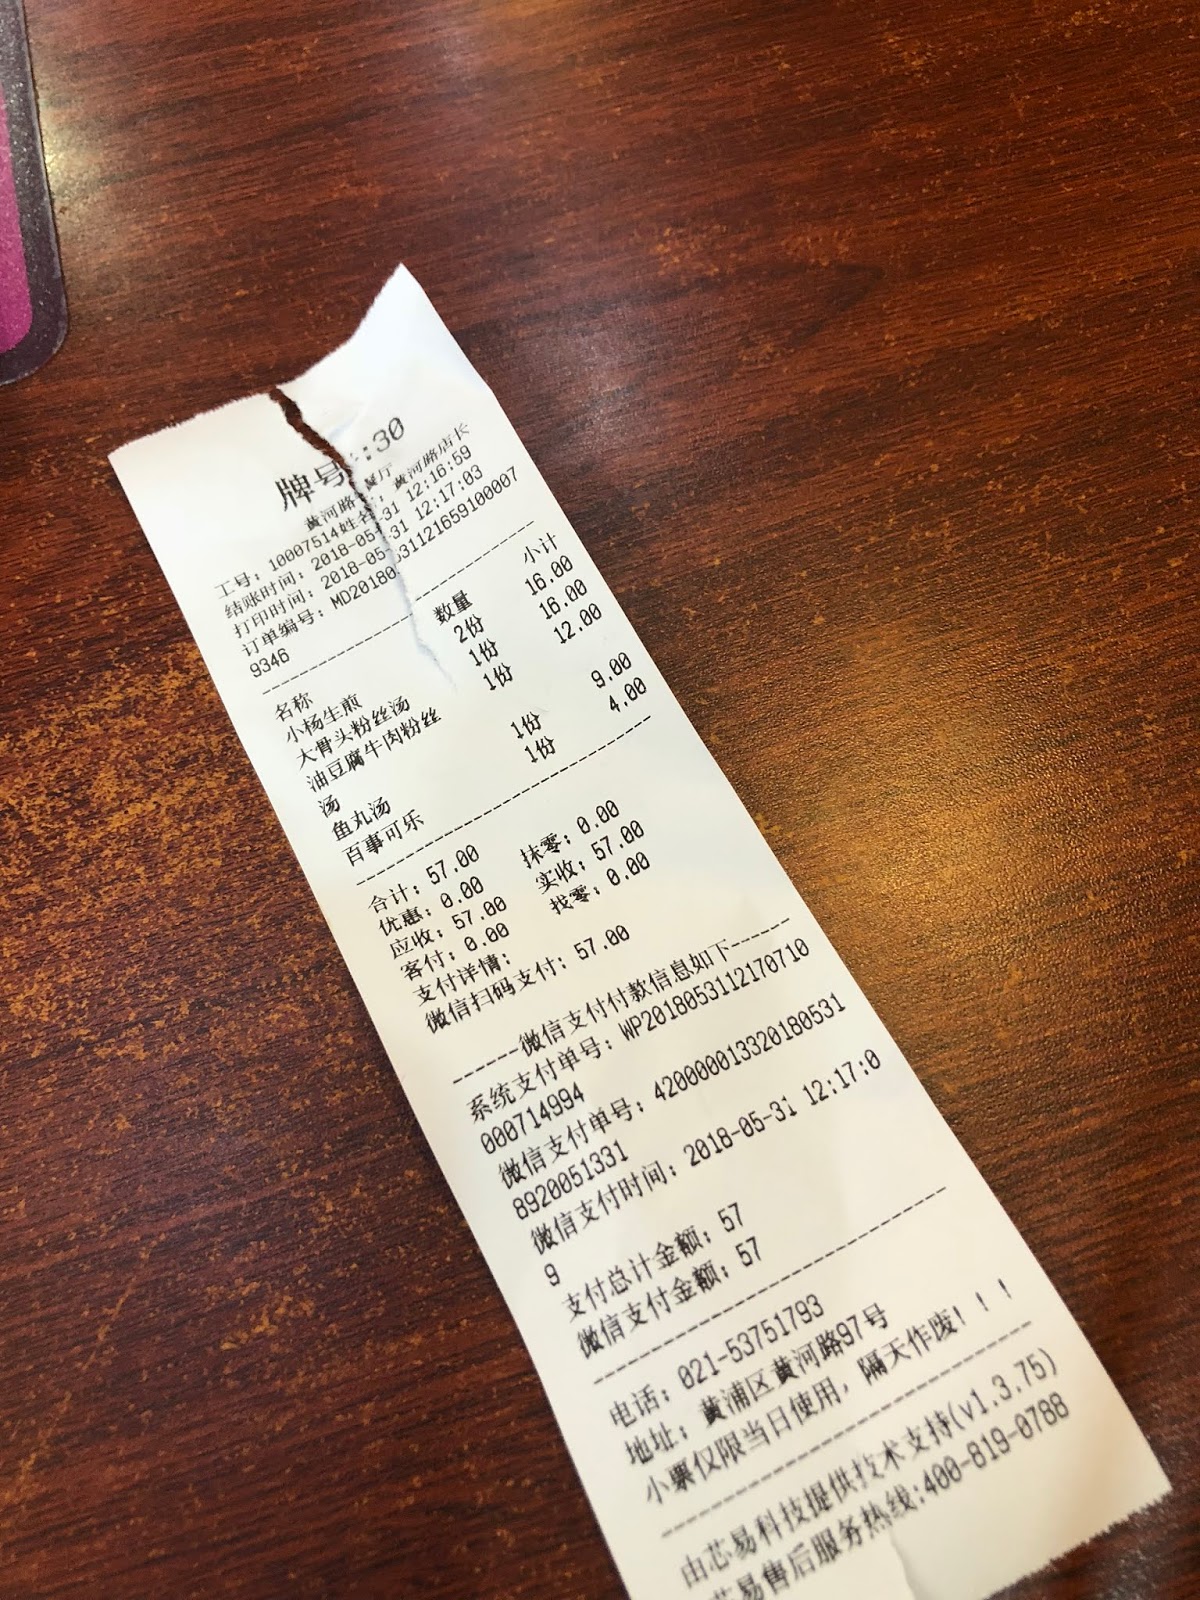 牌号:30
黄河路 餐厅
工号: 10007514姓名: 黄河路店长
结账时间: 2018-05-31 12:16:59
打印时间: 2018-05-31 12:17:03
订单编号: MD20180531121659100007
9346
名称 数量 小计
小杨生煎 2份 16.00
大骨头粉丝汤 1份 16.00
油豆腐牛肉粉丝 1份 12.00
汤
鱼丸汤 1份 9.00
百事可乐 1份 4.00
合计: 57.00 抹零: 0.00
优惠: 0.00 实收: 57.00
应收: 57.00 找零: 0.00
客付: 0.00
支付详情:
微信扫码支付: 57.00
-----微信支付付款信息如下------
系统支付单号: WP2018053112170710
000714994
微信支付单号: 420000013320180531
8920051331
微信支付时间: 2018-05-31 12:17:0
9
支付总计金额: 57
微信支付金额: 57
电话: 021-53751793
地址: 黄浦区黄河路97号
小票仅限当日使用, 隔天作废!!!
由芯易科技提供技术支持(v1.3.75)
芯易售后服务热线:400-819-0788